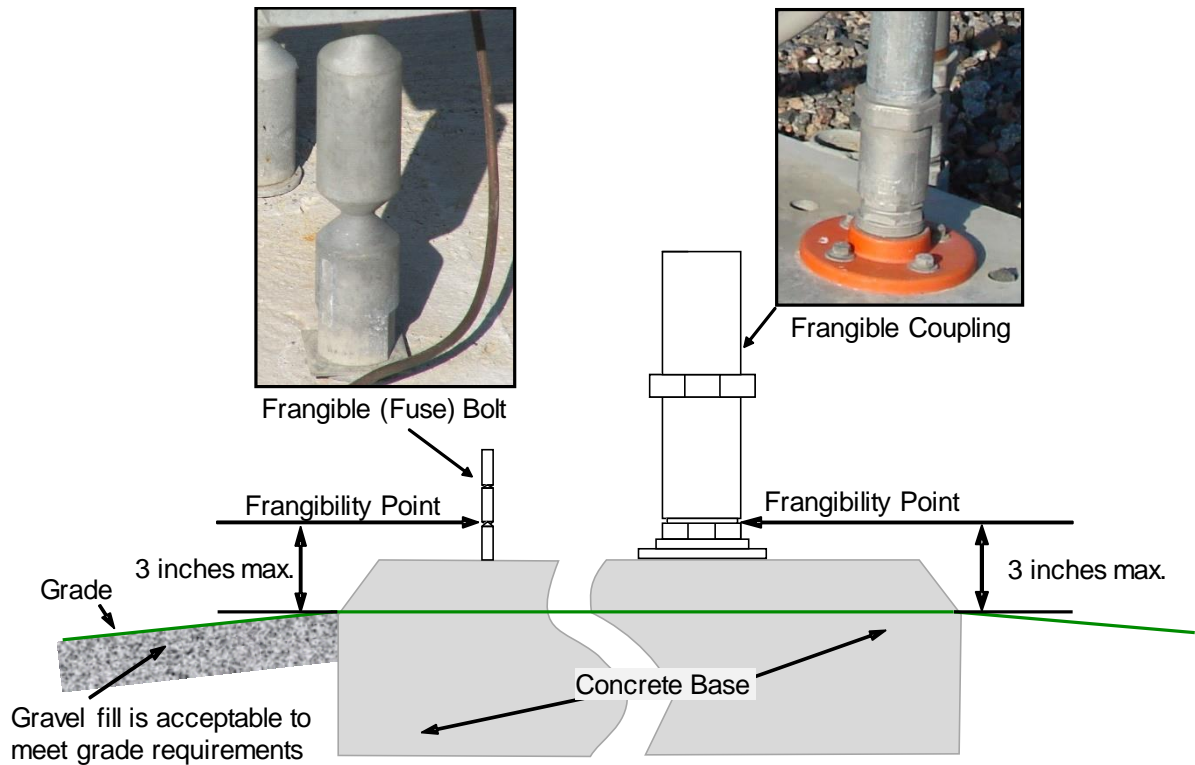 Frangible Coupling
Frangible (Fuse) Bolt
Frangibility Point
Frangibility Point
3 inches max.
3 inches max.
Grade
Concrete Base
Gravel fill is acceptable to
meet grade requirements